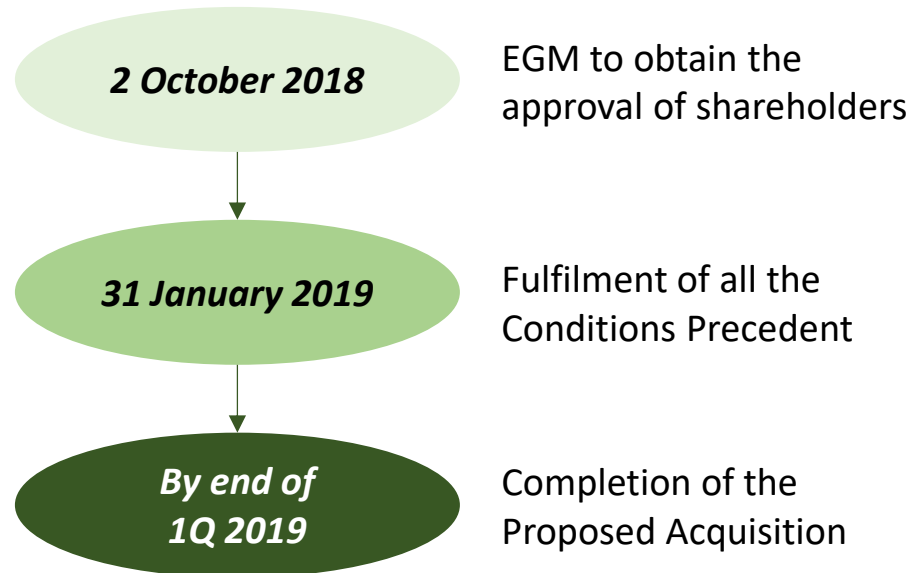 2 October 2018
EGM to obtain the
approval of shareholders
31 January 2019
Fulfilment of all the
Conditions Precedent
By end of
1Q 2019
Completion of the
Proposed Acquisition